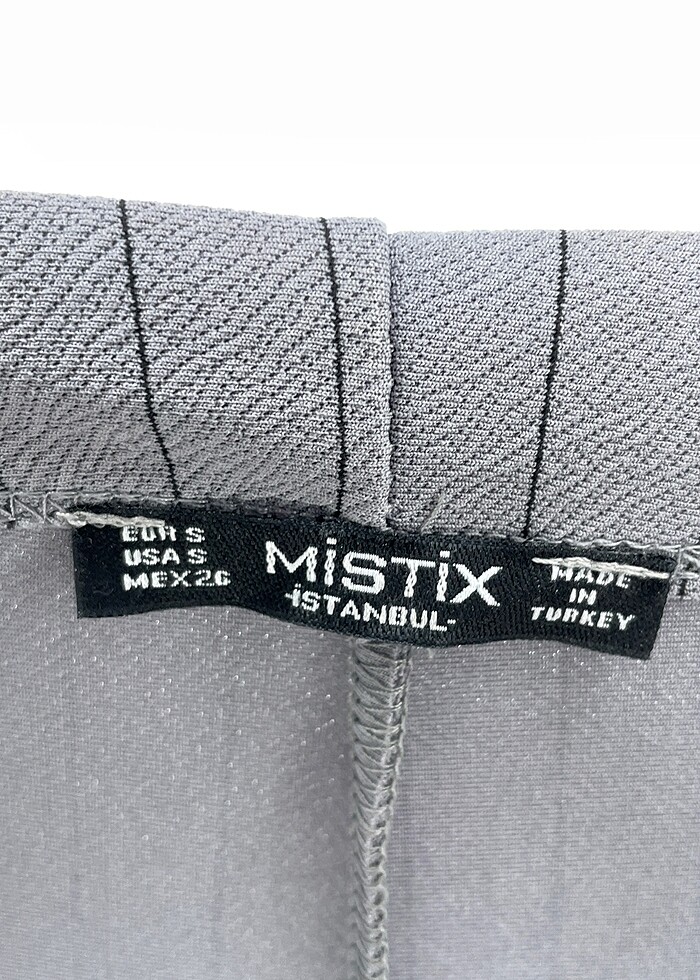 EUR S
USA S
MEX 26
MiSTiX
-İSTANBUL-
MADE
IN
TURKEY